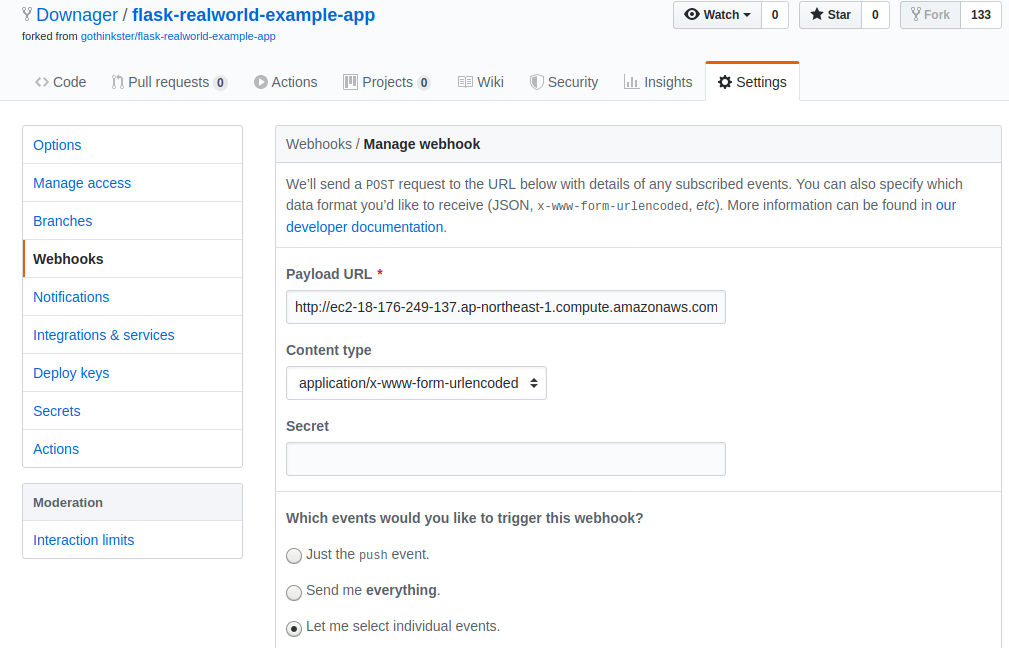 Downager / flask-realworld-example-app
Watch 0
Star 0
Fork 133
forked from gothinkster/flask-realworld-example-app
Code
Pull requests 0
Actions
Projects 0
Wiki
Security
Insights
Settings
Options
Manage access
Branches
Webhooks
Notifications
Integrations & services
Deploy keys
Secrets
Actions
Moderation
Interaction limits
Webhooks / Manage webhook
We'll send a POST request to the URL below with details of any subscribed events. You can also specify which
data format you'd like to receive (JSON, x-www-form-urlencoded, etc). More information can be found in our
developer documentation.
Payload URL *
http://ec2-18-176-249-137.ap-northeast-1.compute.amazonaws.com
Content type
application/x-www-form-urlencoded
Secret
Which events would you like to trigger this webhook?
Just the push event.
Send me everything.
Let me select individual events.